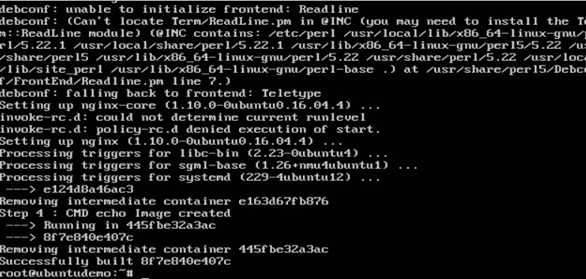 debconf: unable to initialize frontend: Readline
debconf: (Can't locate Term/ReadLine.pm in @INC (you may need to install the Ter
m::ReadLine module) (@INC contains: /etc/perl /usr/local/lib/x86_64-linux-gnu/pe
rl/5.22.1 /usr/local/share/perl/5.22.1 /usr/lib/x86_64-linux-gnu/perl5/5.22 /usr
/share/perl5 /usr/lib/x86_64-linux-gnu/perl/5.22 /usr/share/perl/5.22 /usr/local
/lib/site_perl /usr/lib/x86_64-linux-gnu/perl-base .) at /usr/share/perl5/Debcon
f/FrontEnd/Readline.pm line 7.)
debconf: falling back to frontend: Teletype
Setting up nginx-core (1.10.0-0ubuntu0.16.04.4) ...
invoke-rc.d: could not determine current runlevel
invoke-rc.d: policy-rc.d denied execution of start.
Setting up nginx (1.10.0-0ubuntu0.16.04.4) ...
Processing triggers for libc-bin (2.23-0ubuntu4) ...
Processing triggers for sgml-base (1.26+nmu4ubuntu1) ...
Processing triggers for systemd (229-4ubuntu12) ...
---> e124d8a46ac3
Removing intermediate container e163d67fb876
Step 4 : CMD echo Image created
---> Running in 445fbe32a3ac
---> 8f7e840e407c
Removing intermediate container 445fbe32a3ac
Successfully built 8f7e840e407c
root@ubuntudemo:~#